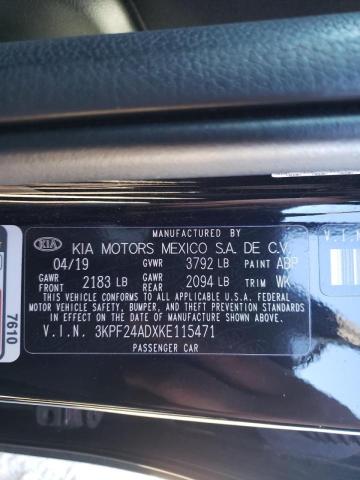 MANUFACTURED BY
KIA KIA MOTORS MEXICO S.A. DE C.V.
04/19 GVWR 3792 LB PAINT ABP
GAWR FRONT 2183 LB GAWR REAR 2094 LB TRIM WK
THIS VEHICLE CONFORMS TO ALL APPLICABLE U.S.A. FEDERAL
MOTOR VEHICLE SAFETY, BUMPER, AND THEFT PREVENTION
STANDARDS IN EFFECT ON THE DATE OF MANUFACTURE SHOWN ABOVE.
V.I.N. 3KPF24ADXKE115471
PASSENGER CAR
7610
V.I.N